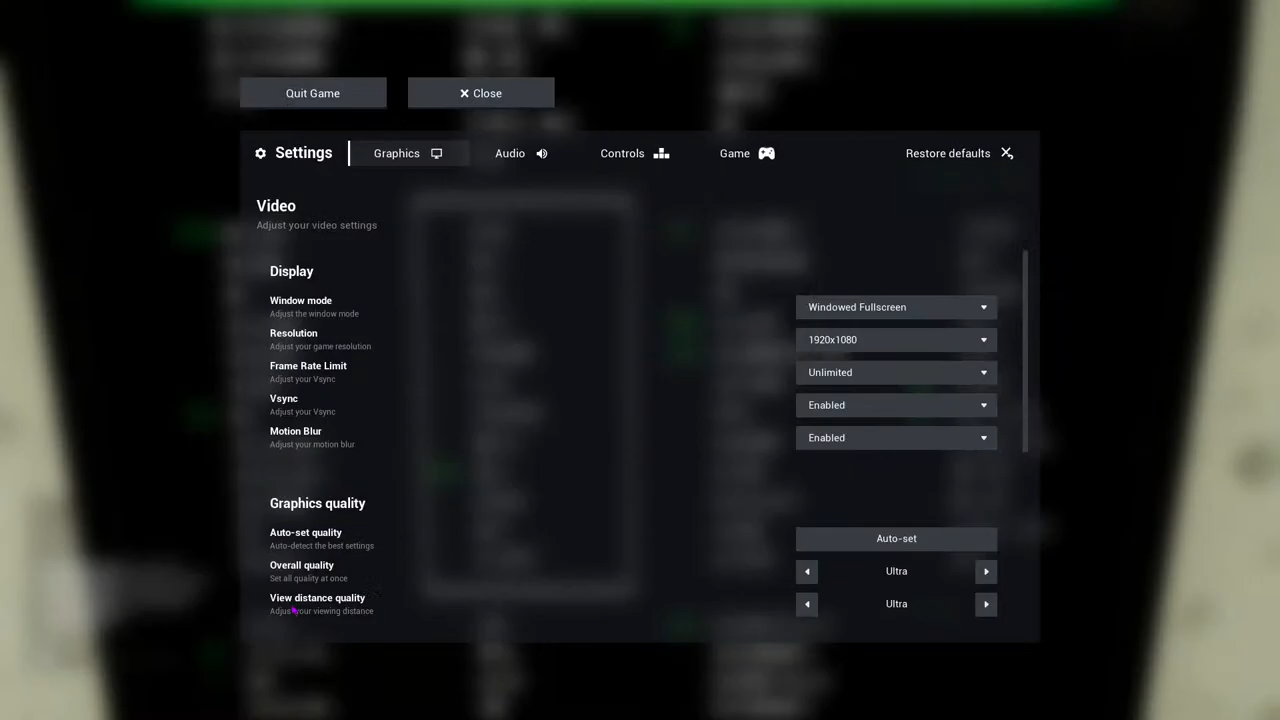 Quit Game
Close
Settings
Graphics
Audio
Controls
Game
Restore defaults
Video
Adjust your video settings
Display
Window mode
Windowed Fullscreen
Adjust the window mode
Resolution
1920x1080
Adjust your game resolution
Frame Rate Limit
Unlimited
Adjust your Vsync
Vsync
Enabled
Adjust your Vsync
Motion Blur
Enabled
Adjust your motion blur
Graphics quality
Auto-set quality
Auto-set
Auto-detect the best settings
Overall quality
Ultra
Set all quality at once
View distance quality
Ultra
Adjust your viewing distance